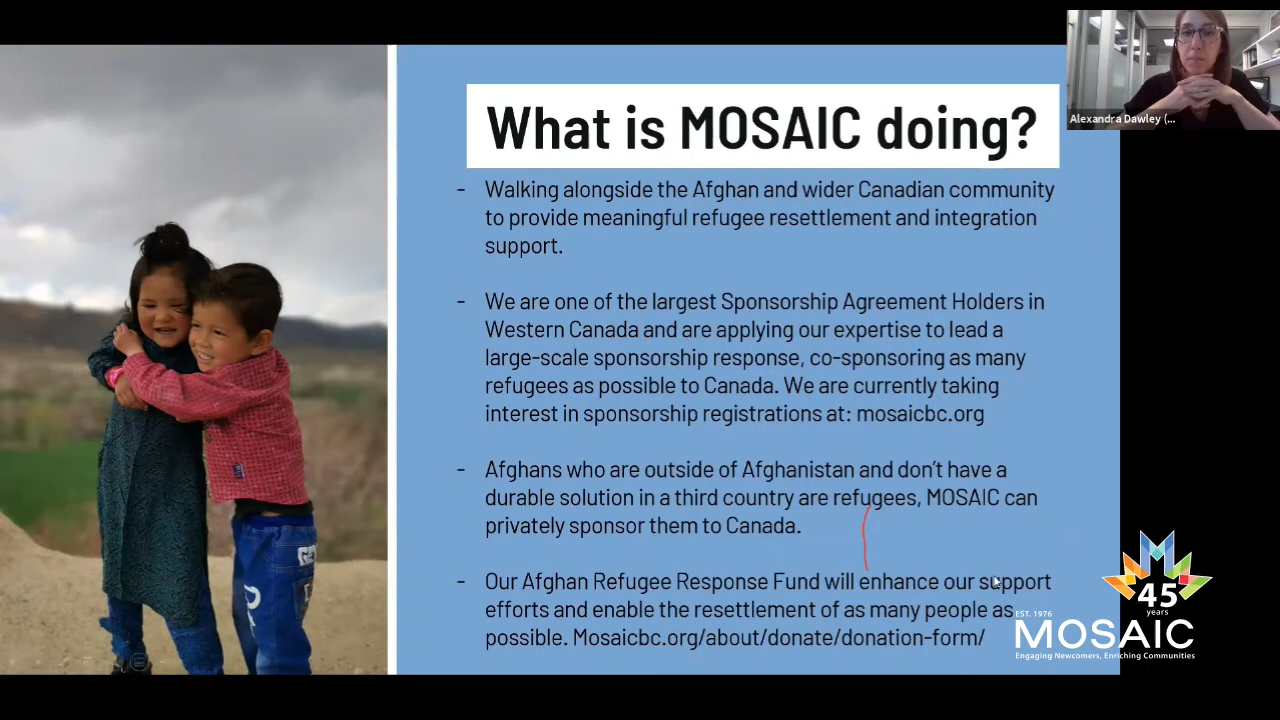 What is MOSAIC doing?
Alexandra Dawley (...
- Walking alongside the Afghan and wider Canadian community
to provide meaningful refugee resettlement and integration
support.
- We are one of the largest Sponsorship Agreement Holders in
Western Canada and are applying our expertise to lead a
large-scale sponsorship response, co-sponsoring as many
refugees as possible to Canada. We are currently taking
interest in sponsorship registrations at: mosaicbc.org
- Afghans who are outside of Afghanistan and don't have a
durable solution in a third country are refugees, MOSAIC can
privately sponsor them to Canada.
- Our Afghan Refugee Response Fund will enhance our support
efforts and enable the resettlement of as many people as
possible. Mosaicbc.org/about/donate/donation-form/
45
years
EST. 1976
MOSAIC
Engaging Newcomers, Enriching Communities